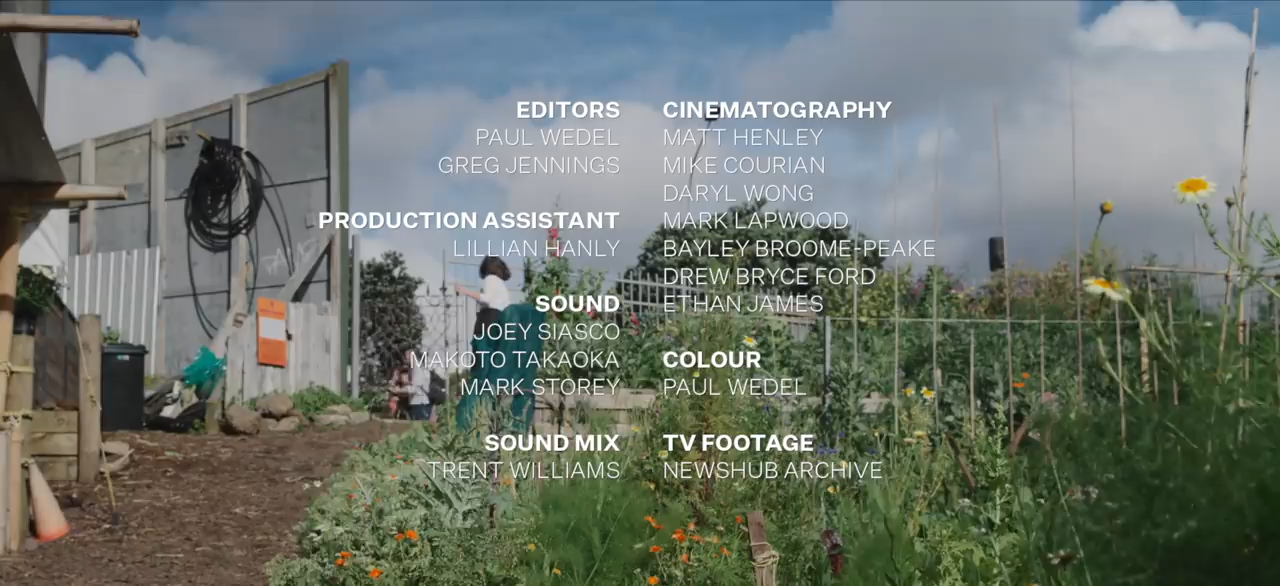 EDITORS
PAUL WEDEL
GREG JENNINGS
PRODUCTION ASSISTANT
LILLIAN HANLY
SOUND
JOEY SIASCO
MAKOTO TAKAOKA
MARK STOREY
SOUND MIX
TRENT WILLIAMS
CINEMATOGRAPHY
MATT HENLEY
MIKE COURIAN
DARYL WONG
MARK LAPWOOD
BAYLEY BROOME-PEAKE
DREW BRYCE FORD
ETHAN JAMES
COLOUR
PAUL WEDEL
TV FOOTAGE
NEWSHUB ARCHIVE